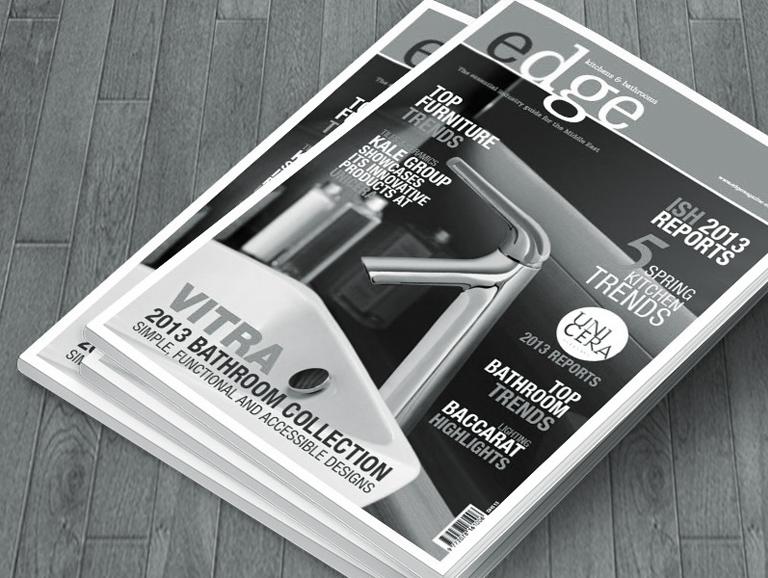 edge
kitchens & bathrooms
The essential industry guide for the Middle East
TOP
FURNITURE
TRENDS
KALE GROUP
SHOWCASES
ITS INNOVATIVE
PRODUCTS AT
ISH 2013
REPORTS
5 SPRING
KITCHEN
TRENDS
UNI
CERA
2013 REPORTS
TOP
BATHROOM
TRENDS
LIGHTING
BACCARAT
HIGHLIGHTS
VITRA
2013 BATHROOM COLLECTION
SIMPLE, FUNCTIONAL AND ACCESSIBLE DESIGNS